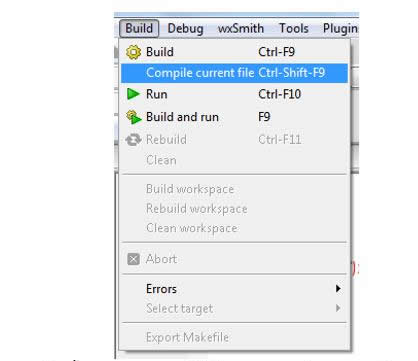 Build Debug wxSmith Tools Plugin
Build Ctrl-F9
Compile current file Ctrl-Shift-F9
Run Ctrl-F10
Build and run F9
Rebuild Ctrl-F11
Clean
Build workspace
Rebuild workspace
Clean workspace
Abort
Errors
Select target
Export Makefile